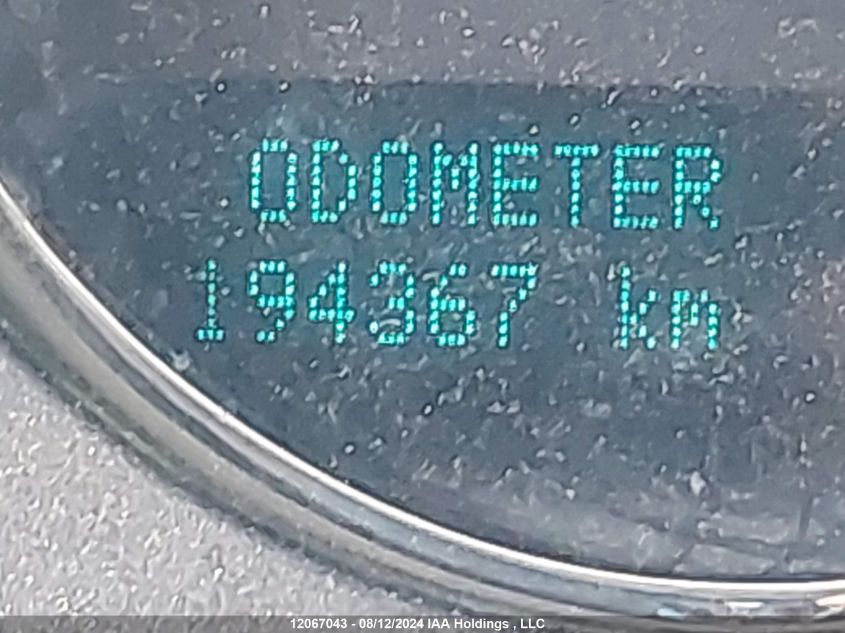 ODOMETER
194367 km
12067043 - 08/12/2024 IAA Holdings , LLC